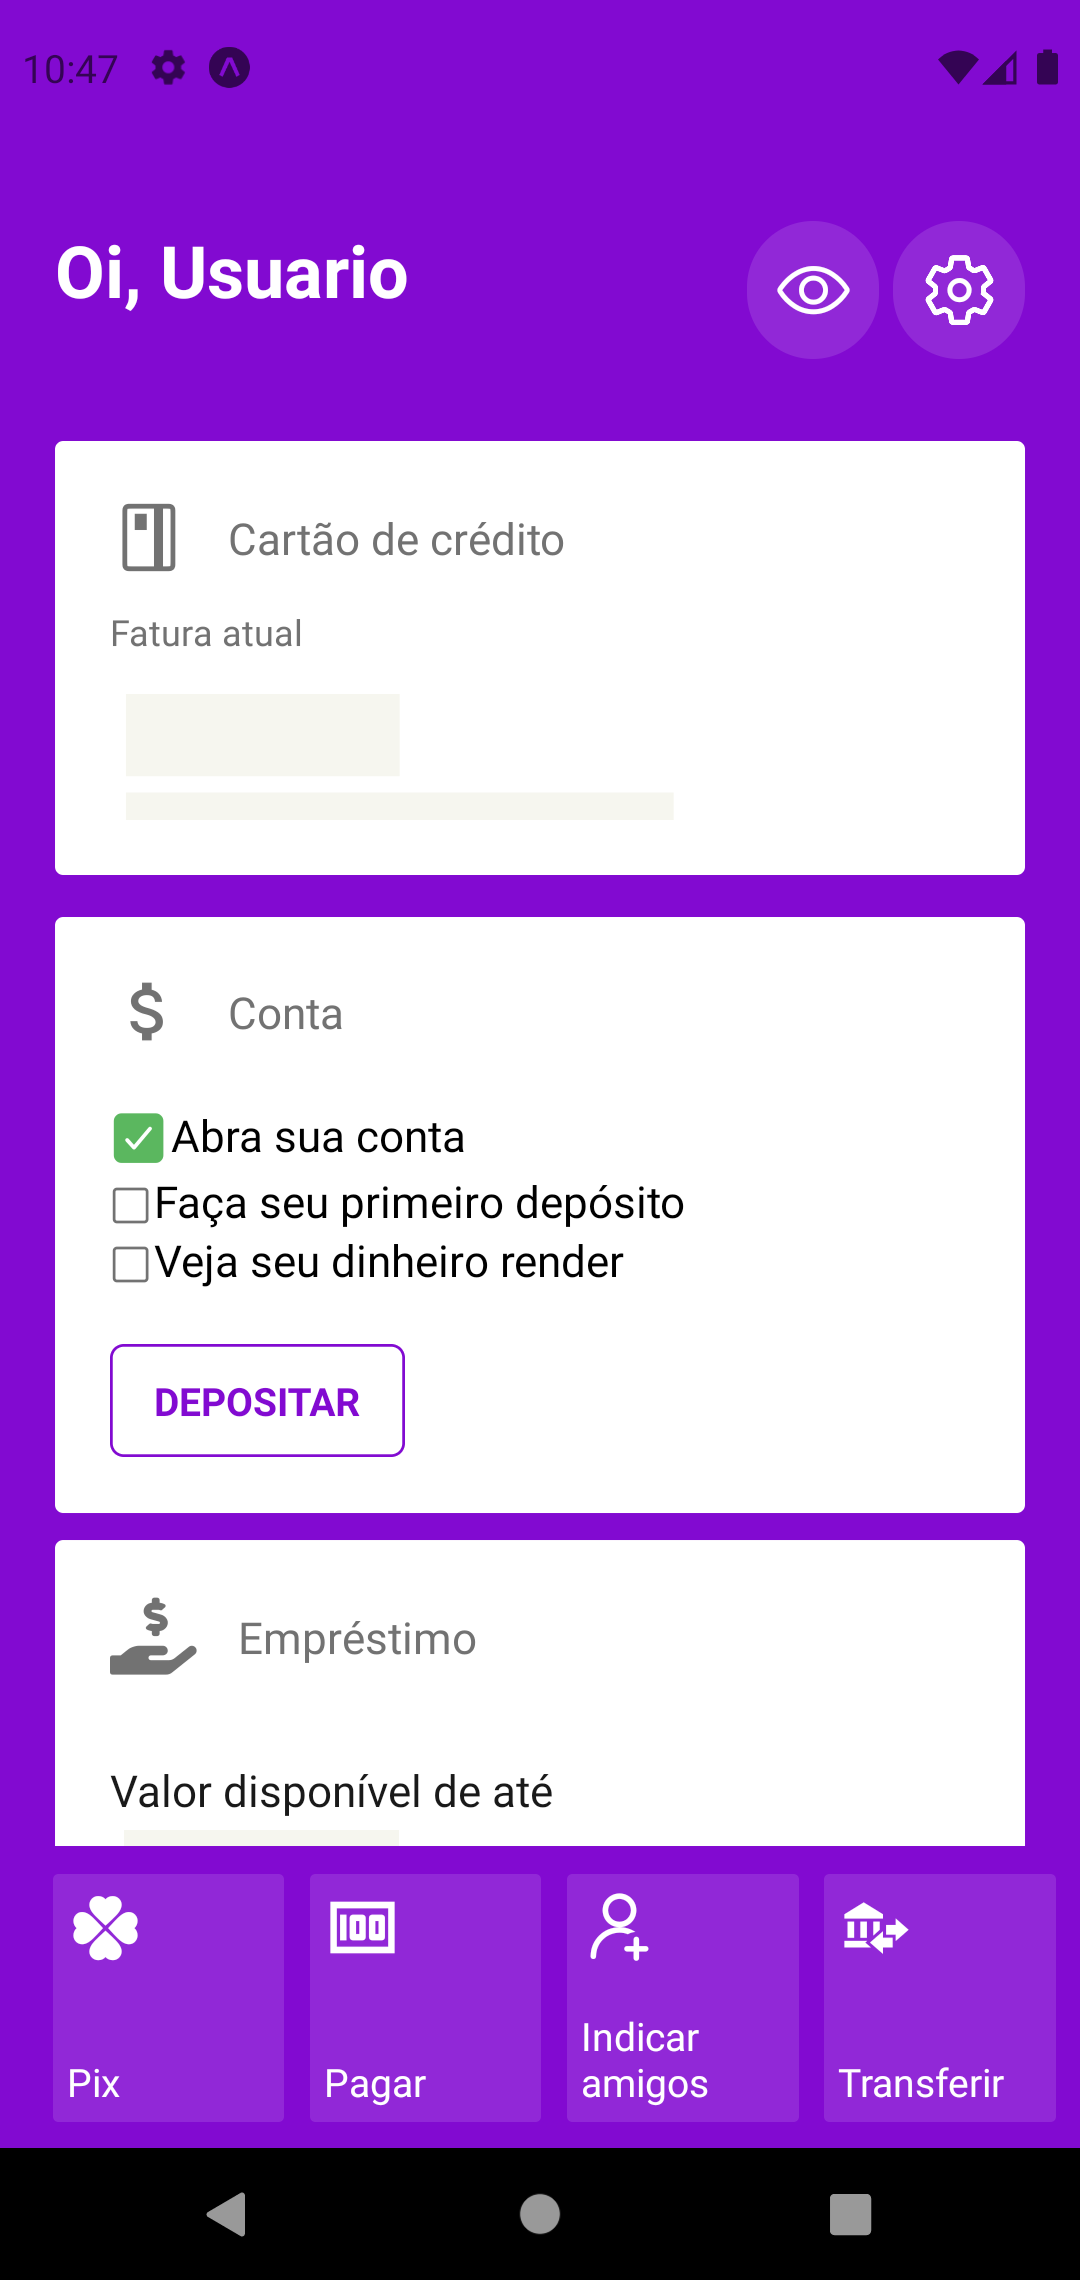 10:47
Oi, Usuario
Cartão de crédito
Fatura atual
Conta
Abra sua conta
Faça seu primeiro depósito
Veja seu dinheiro render
DEPOSITAR
Empréstimo
Valor disponível de até
Pix
Pagar
Indicar
amigos
Transferir